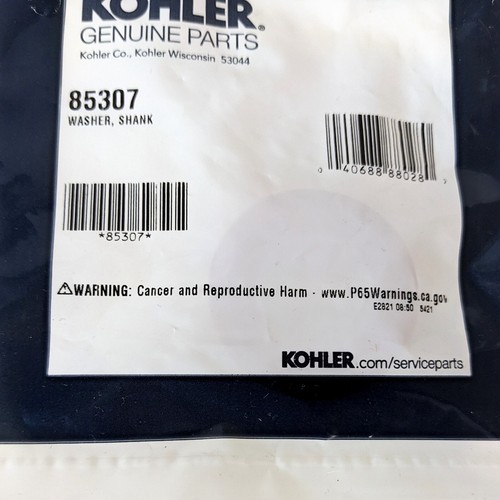 KOHLER®
GENUINE PARTS
Kohler Co., Kohler Wisconsin 53044
85307
WASHER, SHANK
0 40688 88028
*85307*
⚠WARNING: Cancer and Reproductive Harm - www.P65Warnings.ca.gov
E2821 08:50 5421
KOHLER.com/serviceparts